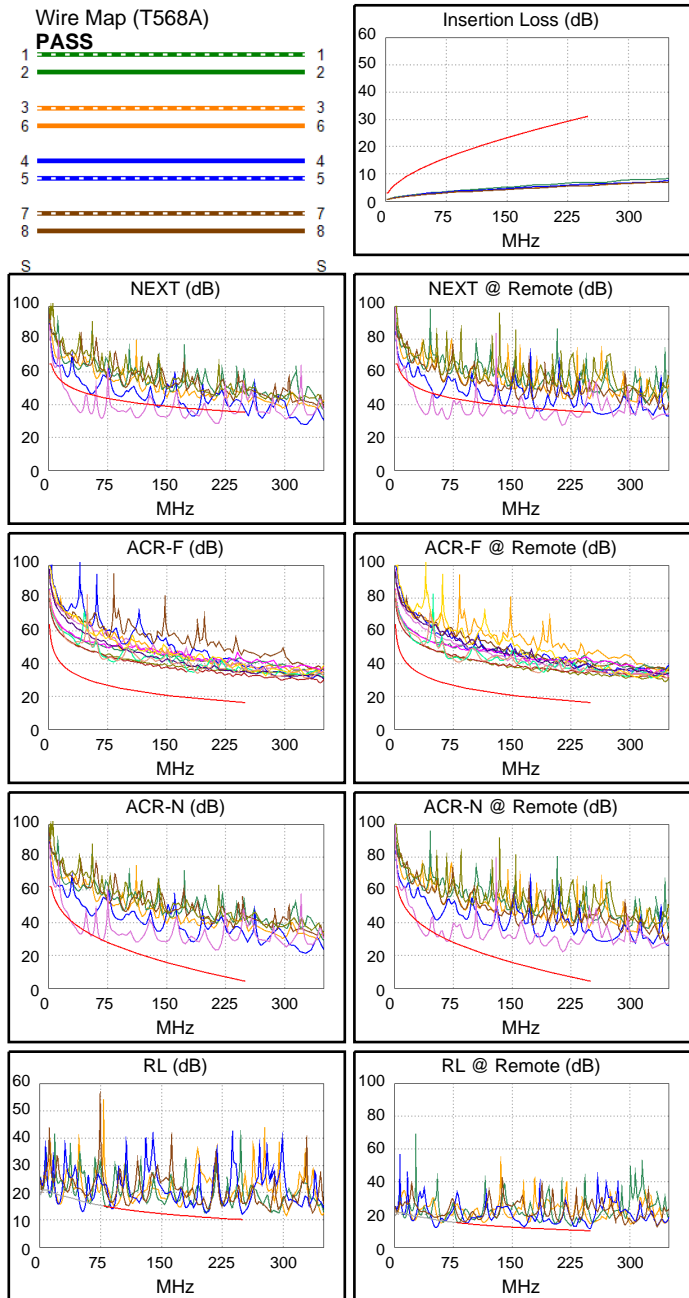 Wire Map (T568A)
PASS
1 1
2 2
3 3
6 6
4 4
5 5
7 7
8 8
S S
Insertion Loss (dB)
60
50
40
30
20
10
0
0 75 150 225 300
MHz
NEXT (dB)
100
80
60
40
20
0
0 75 150 225 300
MHz
NEXT @ Remote (dB)
100
80
60
40
20
0
0 75 150 225 300
MHz
ACR-F (dB)
100
80
60
40
20
0
0 75 150 225 300
MHz
ACR-F @ Remote (dB)
100
80
60
40
20
0
0 75 150 225 300
MHz
ACR-N (dB)
100
80
60
40
20
0
0 75 150 225 300
MHz
ACR-N @ Remote (dB)
100
80
60
40
20
0
0 75 150 225 300
MHz
RL (dB)
60
50
40
30
20
10
0
0 75 150 225 300
MHz
RL @ Remote (dB)
100
80
60
40
20
0
0 75 150 225 300
MHz